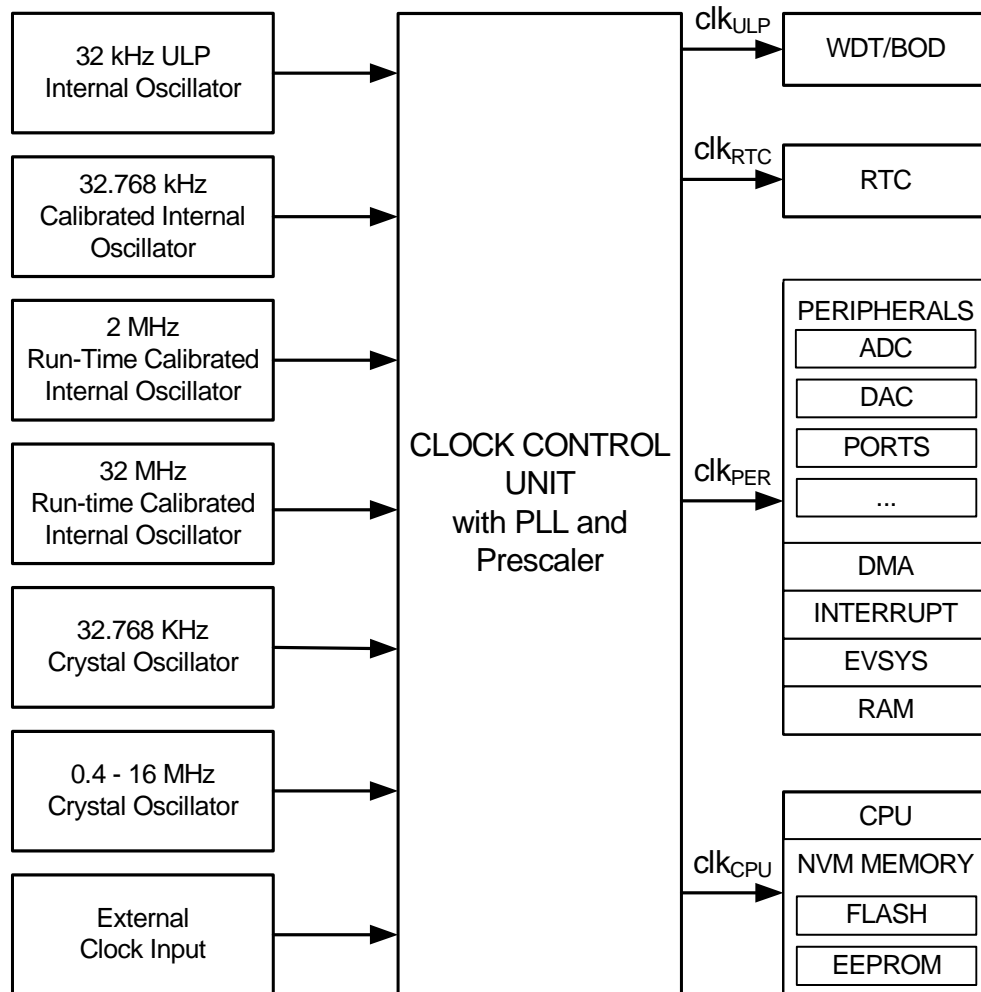 32 kHz ULP
Internal Oscillator
32.768 kHz
Calibrated Internal
Oscillator
2 MHz
Run-Time Calibrated
Internal Oscillator
32 MHz
Run-time Calibrated
Internal Oscillator
32.768 KHz
Crystal Oscillator
0.4 - 16 MHz
Crystal Oscillator
External
Clock Input
CLOCK CONTROL
UNIT
with PLL and
Prescaler
clkULP
WDT/BOD
clkRTC
RTC
clkPER
PERIPHERALS
ADC
DAC
PORTS
...
DMA
INTERRUPT
EVSYS
RAM
clkCPU
CPU
NVM MEMORY
FLASH
EEPROM